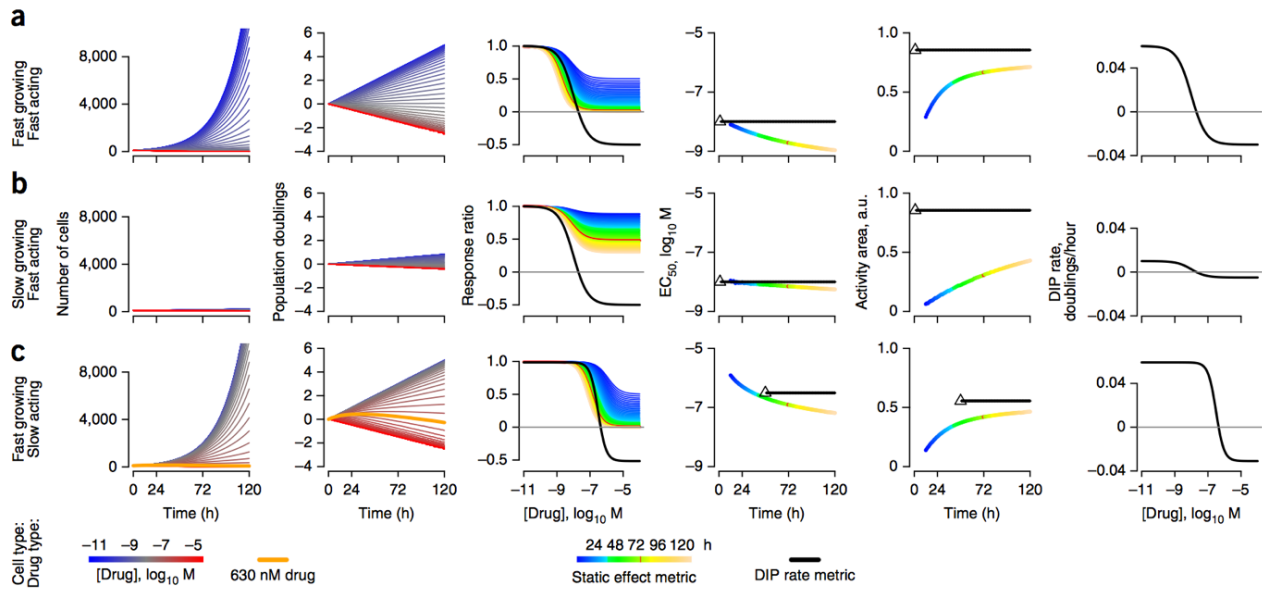 a
Fast growing
Fast acting
8,000
4,000
0
6
4
2
0
−2
−4
1.0
0.5
0
−0.5
−5
−7
−9
1.0
0.5
0
0.04
0
−0.04
b
Slow growing
Fast acting
Number of cells
8,000
4,000
0
Population doublings
6
4
2
0
−2
−4
Response ratio
1.0
0.5
0
−0.5
EC50, log10 M
−5
−7
−9
Activity area, a.u.
1.0
0.5
0
DIP rate,
doublings/hour
0.04
0
−0.04
c
Fast growing
Slow acting
8,000
4,000
0
6
4
2
0
−2
−4
1.0
0.5
0
−0.5
−5
−7
−9
1.0
0.5
0
0.04
0
−0.04
0 24 72 120
0 24 72 120
−11 −9 −7 −5
0 24 72 120
0 24 72 120
−11 −9 −7 −5
Time (h)
Time (h)
[Drug], log10 M
Time (h)
Time (h)
[Drug], log10 M
Cell type:
Drug type:
−11 −9 −7 −5
[Drug], log10 M
630 nM drug
24 48 72 96 120 h
Static effect metric
DIP rate metric